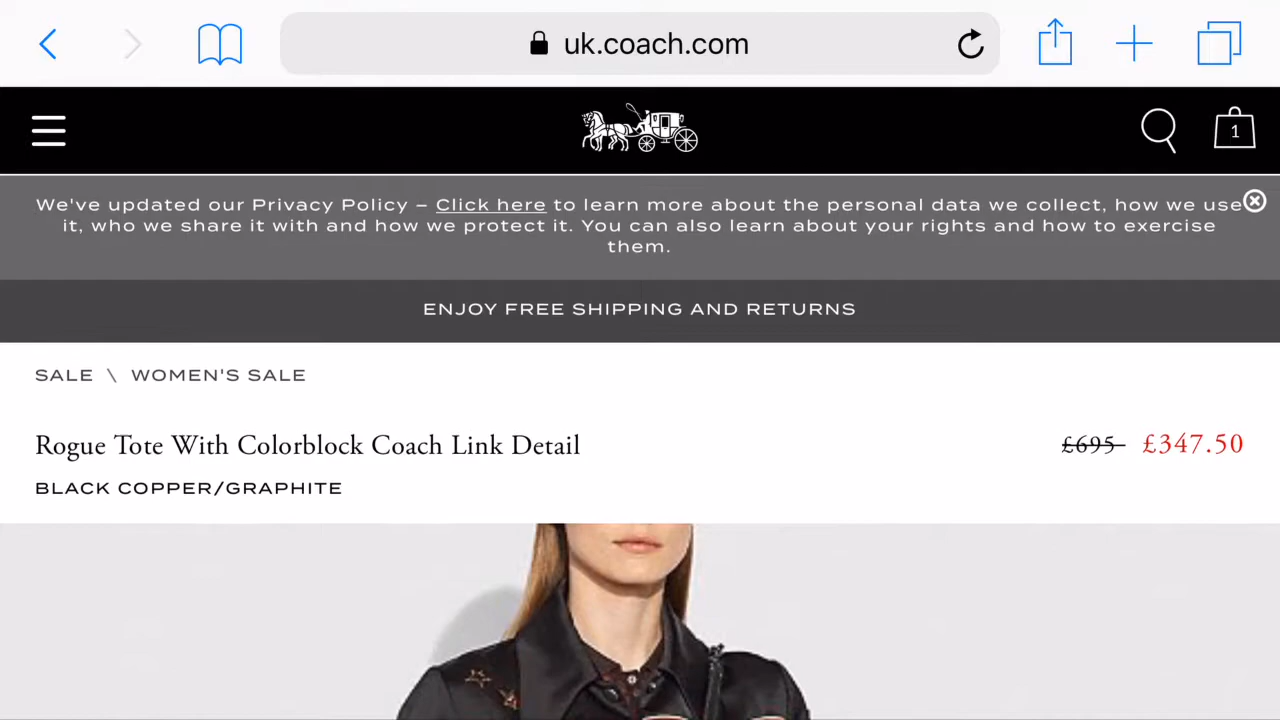 uk.coach.com
1
We've updated our Privacy Policy – Click here to learn more about the personal data we collect, how we use
it, who we share it with and how we protect it. You can also learn about your rights and how to exercise
them.
ENJOY FREE SHIPPING AND RETURNS
SALE \ WOMEN'S SALE
Rogue Tote With Colorblock Coach Link Detail
£695 £347.50
BLACK COPPER/GRAPHITE